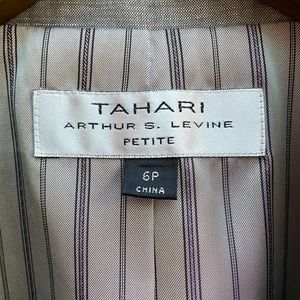 TAHARI
ARTHUR S. LEVINE
PETITE
6P
CHINA